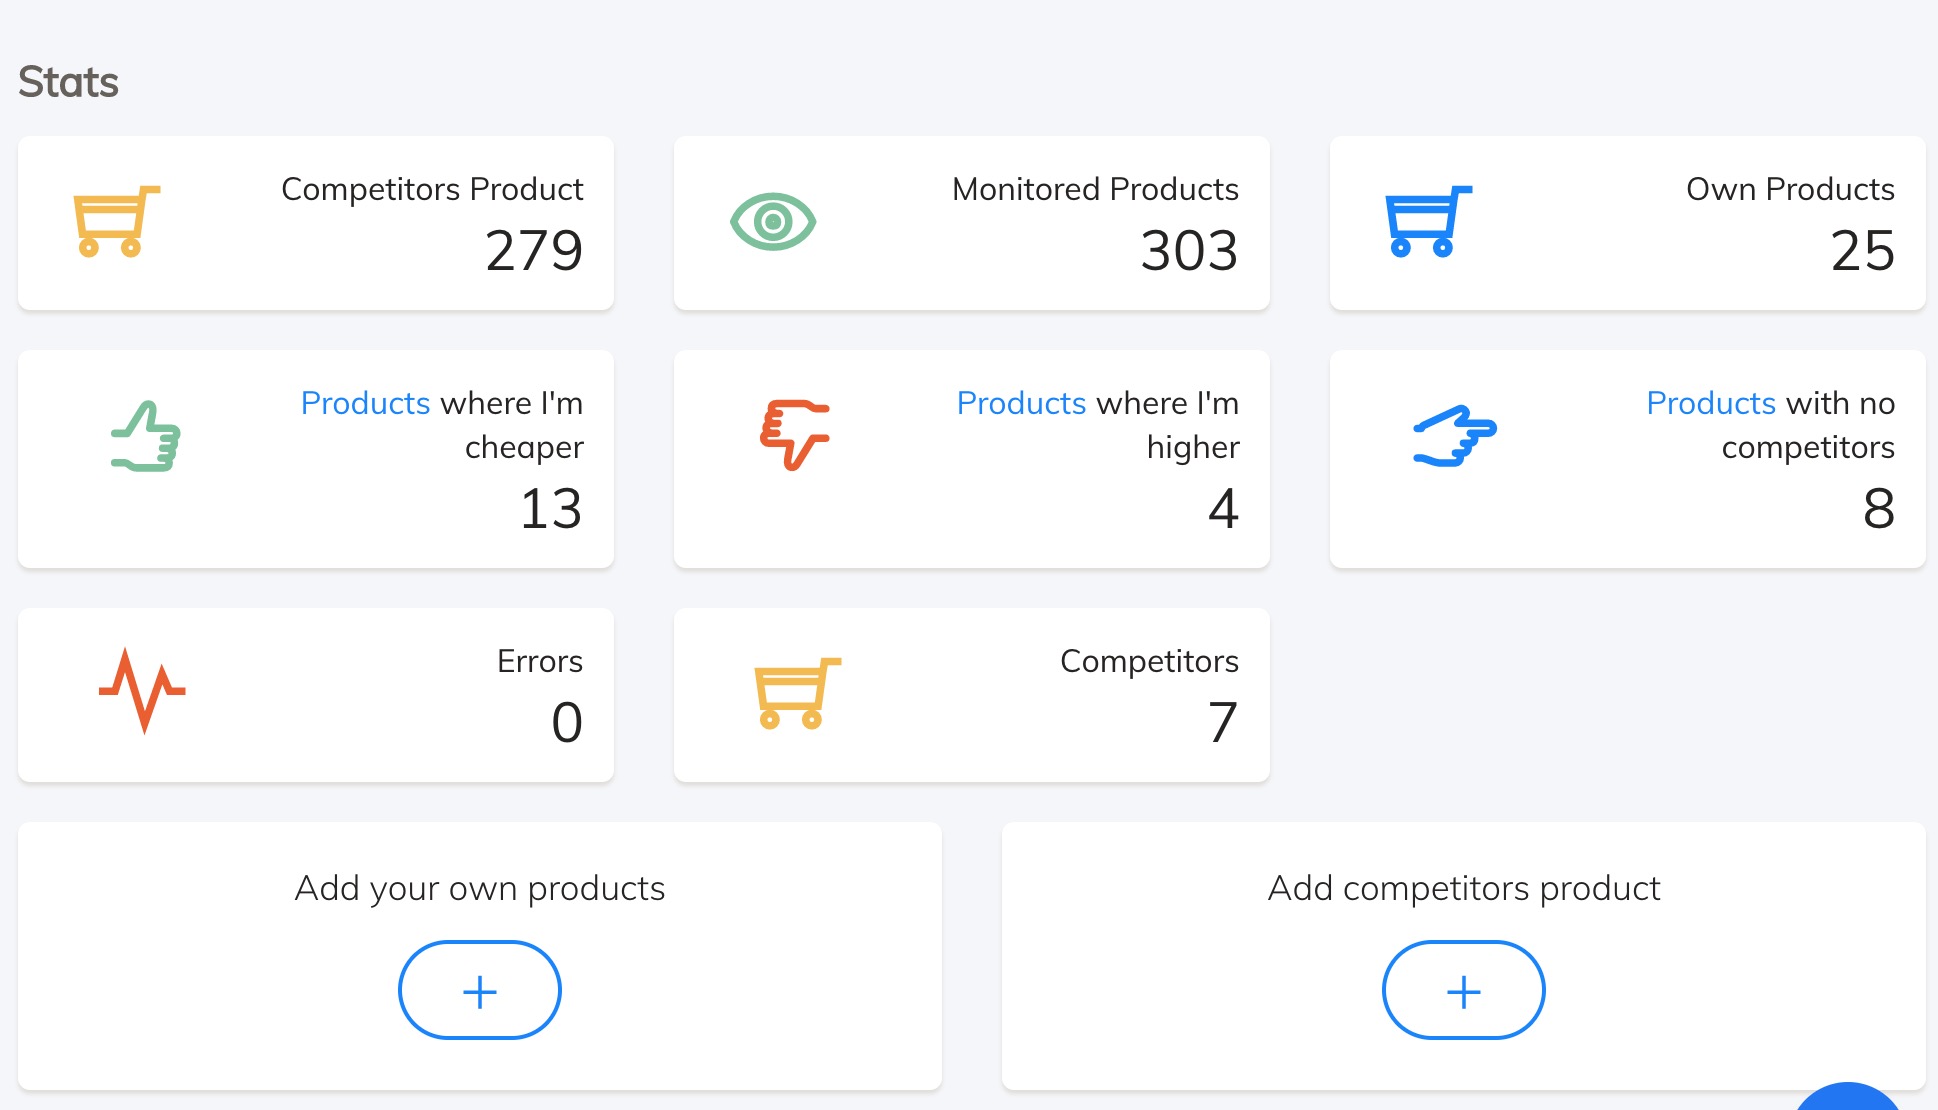 Stats
Competitors Product
279
Monitored Products
303
Own Products
25
Products where I'm
cheaper
13
Products where I'm
higher
4
Products with no
competitors
8
Errors
0
Competitors
7
Add your own products
+
Add competitors product
+